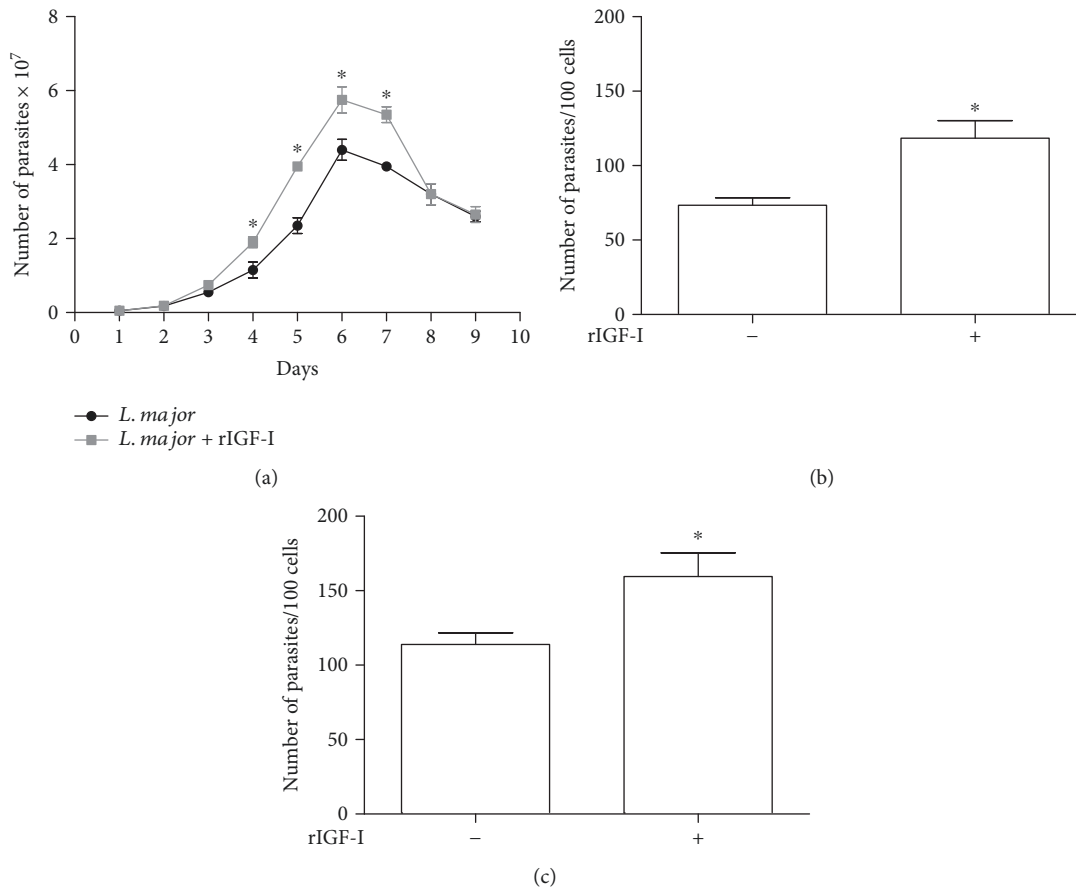 8
6
4
2
0
Number of parasites × 10⁷
* * * * 
0 1 2 3 4 5 6 7 8 9 10
Days
L. major
L. major + rIGF-I
(a)
200
150
100
50
0
Number of parasites/100 cells
*
rIGF-I − +
(b)
200
150
100
50
0
Number of parasites/100 cells
*
rIGF-I − +
(c)